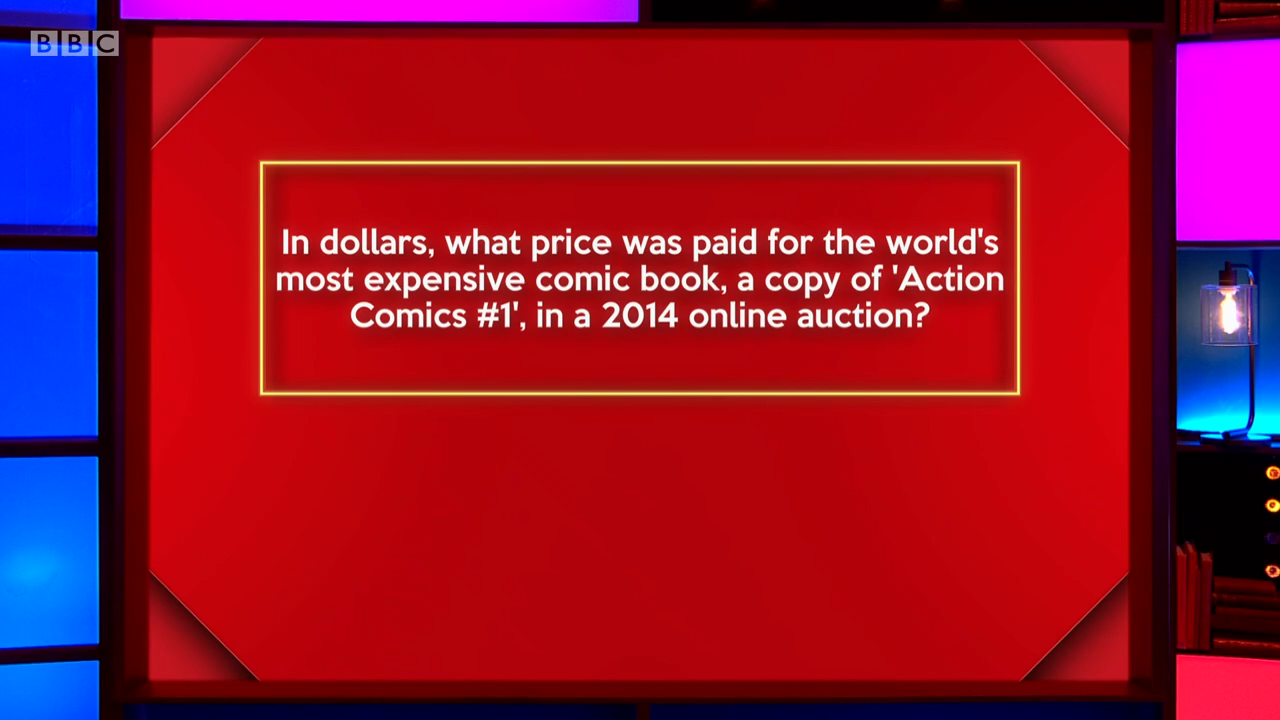 BBC
In dollars, what price was paid for the world's
most expensive comic book, a copy of 'Action
Comics #1', in a 2014 online auction?